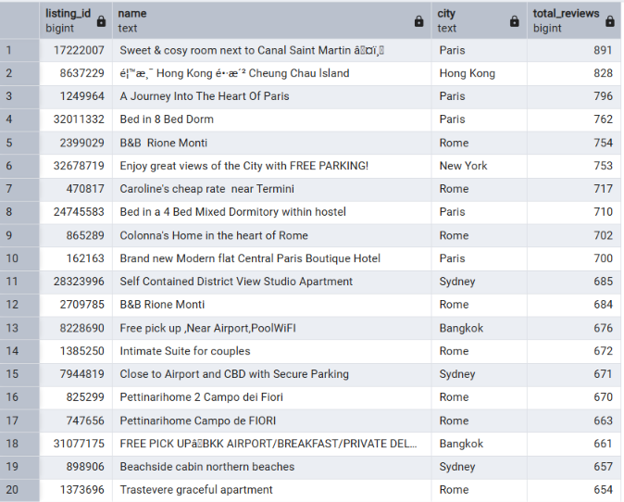 listing_id name city total_reviews
bigint text text bigint
1 17222007 Sweet & cosy room next to Canal Saint Martin Paris 891
2 8637229 Hong Kong Cheung Chau Island Hong Kong 828
3 1249964 A Journey Into The Heart Of Paris Paris 796
4 32011332 Bed in 8 Bed Dorm Paris 762
5 2399029 B&B Rione Monti Rome 754
6 32678719 Enjoy great views of the City with FREE PARKING! New York 753
7 470817 Caroline's cheap rate near Termini Rome 717
8 24745583 Bed in a 4 Bed Mixed Dormitory within hostel Paris 710
9 865289 Colonna's Home in the heart of Rome Rome 702
10 162163 Brand new Modern flat Central Paris Boutique Hotel Paris 700
11 28323996 Self Contained District View Studio Apartment Sydney 685
12 2709785 B&B Rione Monti Rome 684
13 8228690 Free pick up ,Near Airport,PoolWiFI Bangkok 676
14 1385250 Intimate Suite for couples Rome 672
15 7944819 Close to Airport and CBD with Secure Parking Sydney 671
16 825299 Pettinarihome 2 Campo dei Fiori Rome 670
17 747656 Pettinarihome Campo de FIORI Rome 663
18 31077175 FREE PICK UPâBKK AIRPORT/BREAKFAST/PRIVATE DEL... Bangkok 661
19 898906 Beachside cabin northern beaches Sydney 657
20 1373696 Trastevere graceful apartment Rome 654